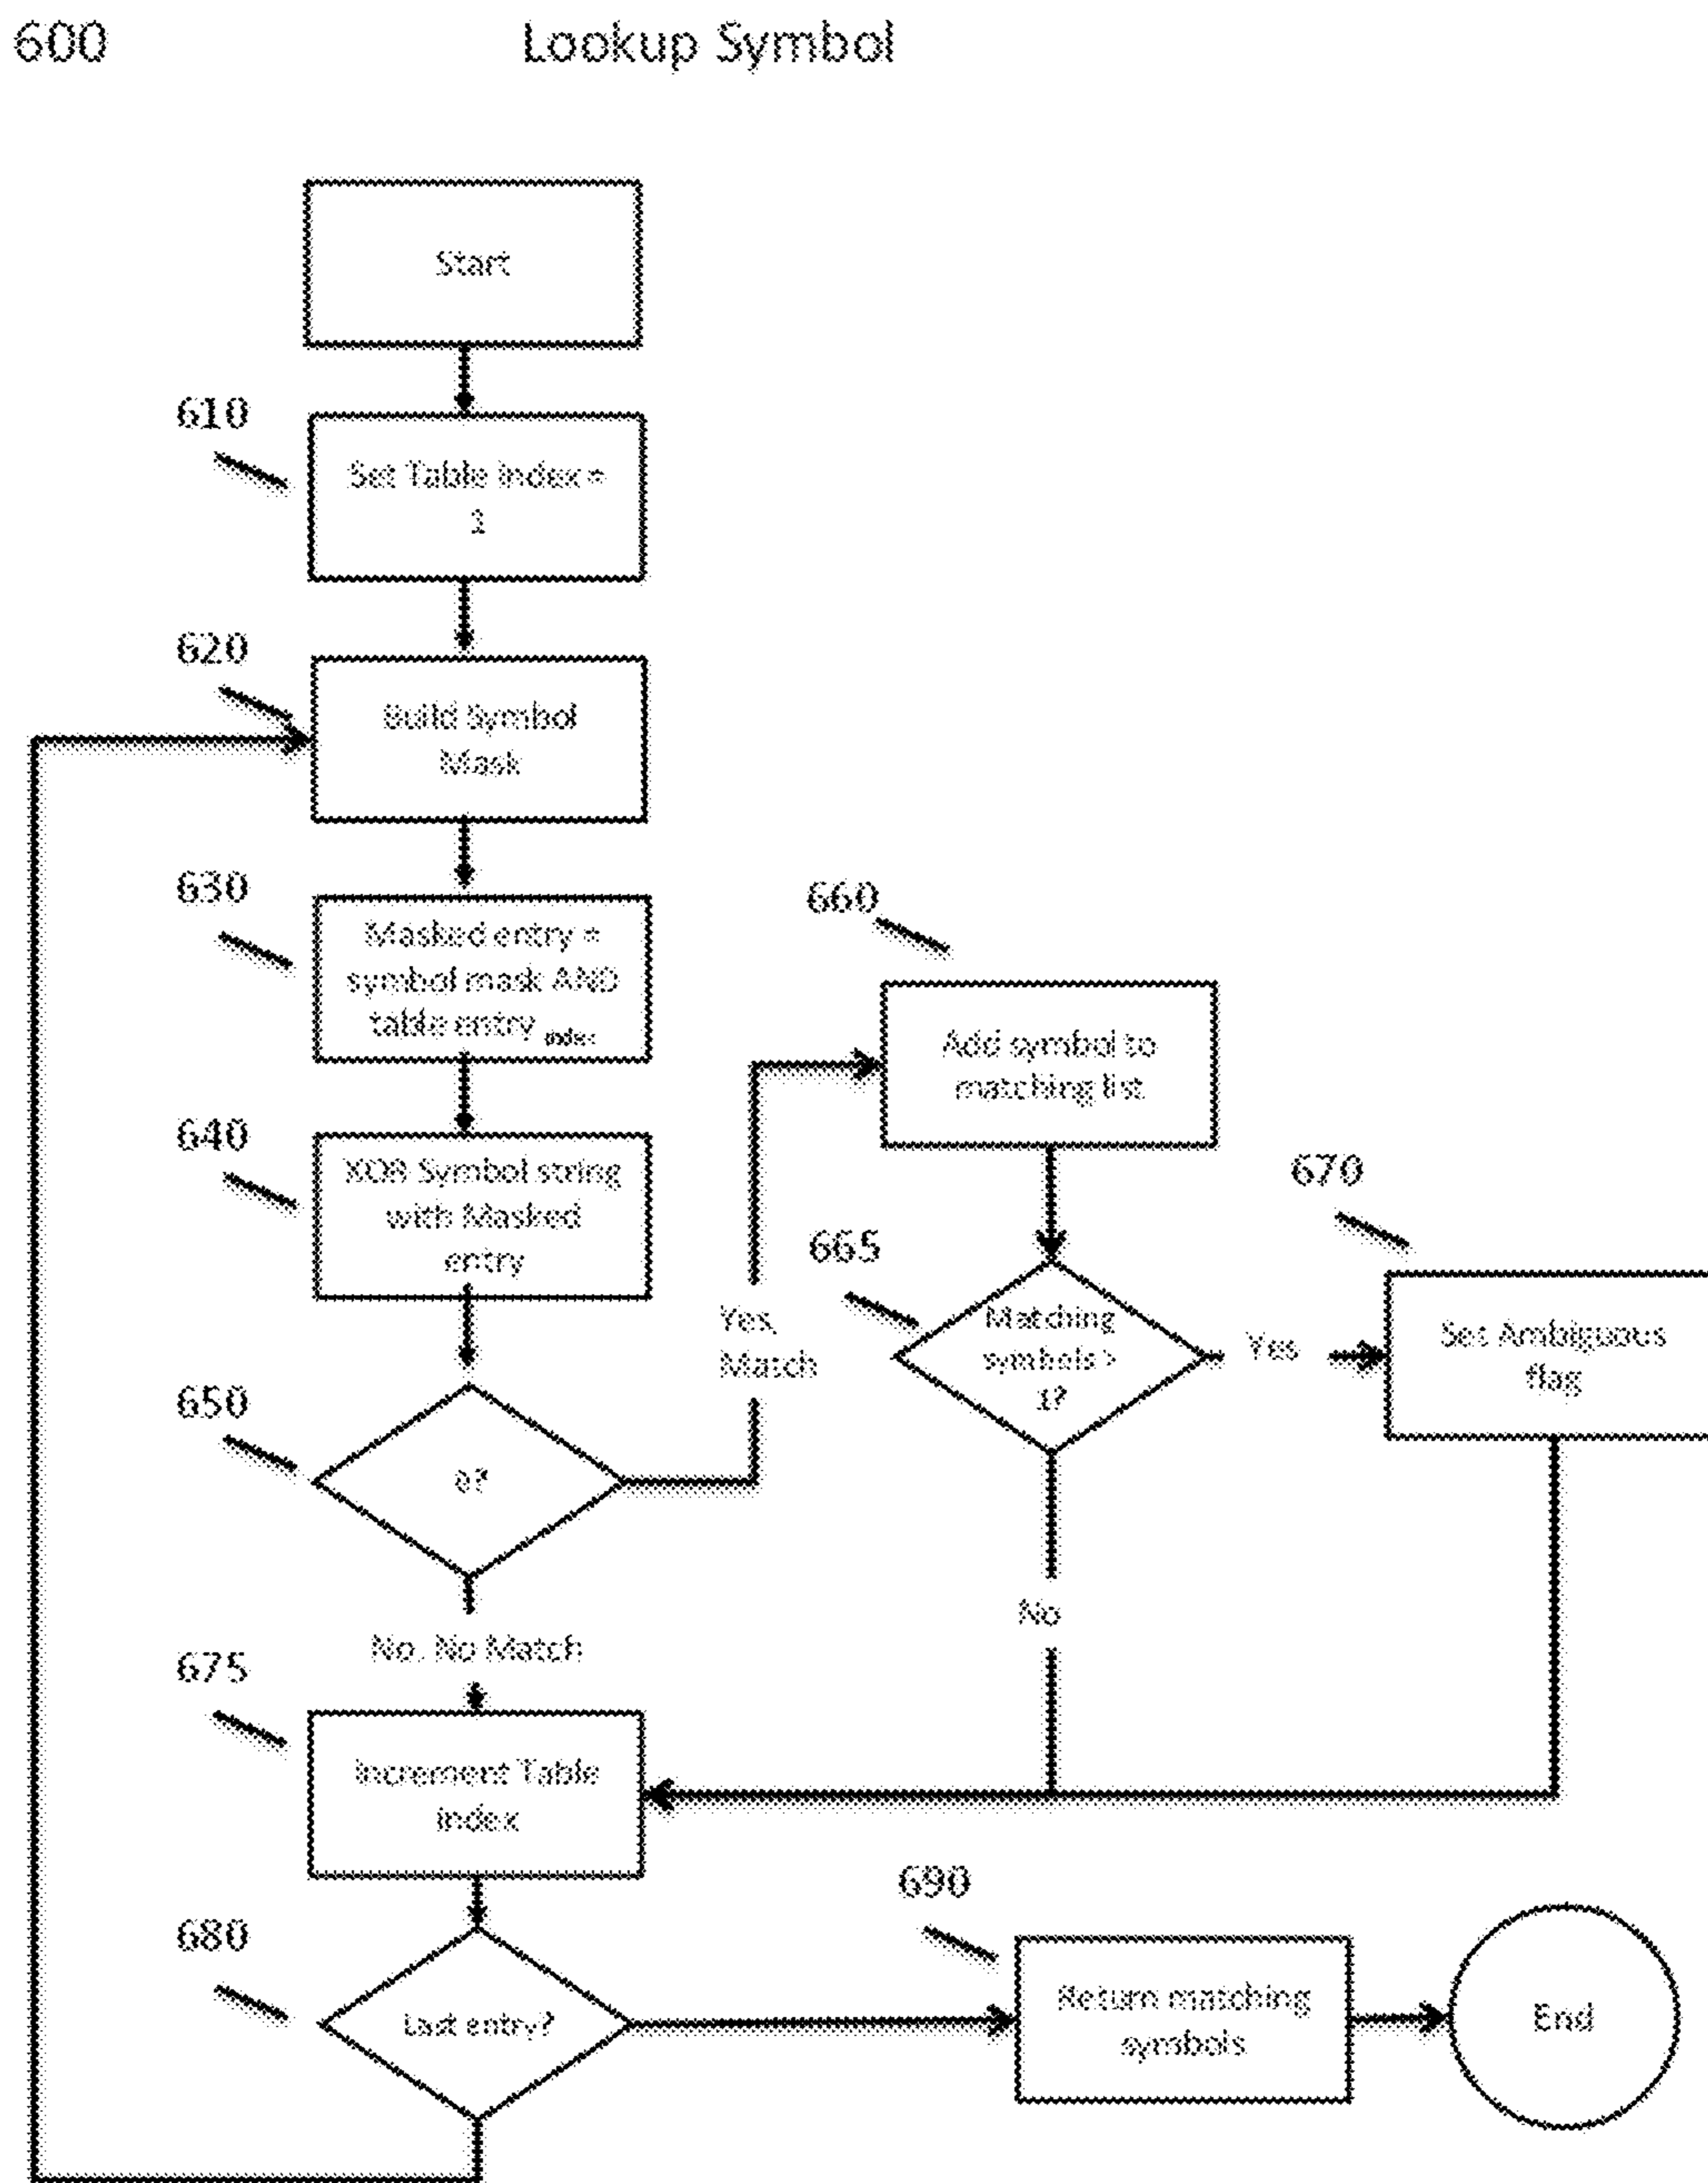 600
Lookup Symbol
Start
610
Set Table index =
1
620
Build Symbol
Mask
630
Masked entry =
symbol mask AND
table entry index
640
XOR Symbol string
with Masked
entry
650
0?
Yes,
Match
660
Add symbol to
matching list
665
Matching
symbols >
1?
Yes
670
Set Ambiguous
flag
No
No. No Match
675
Increment Table
index
680
Last entry?
690
Return matching
symbols
End